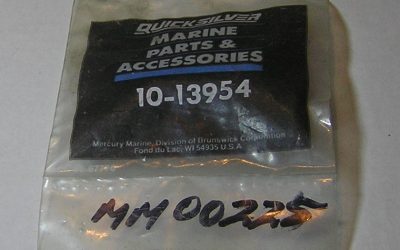 QUICKSILVER
MARINE
PARTS &
ACCESSORIES
10-13954
Mercury Marine, Division of Brunswick Corporation
Fond du Lac, WI 54935 U.S.A.
MM00225